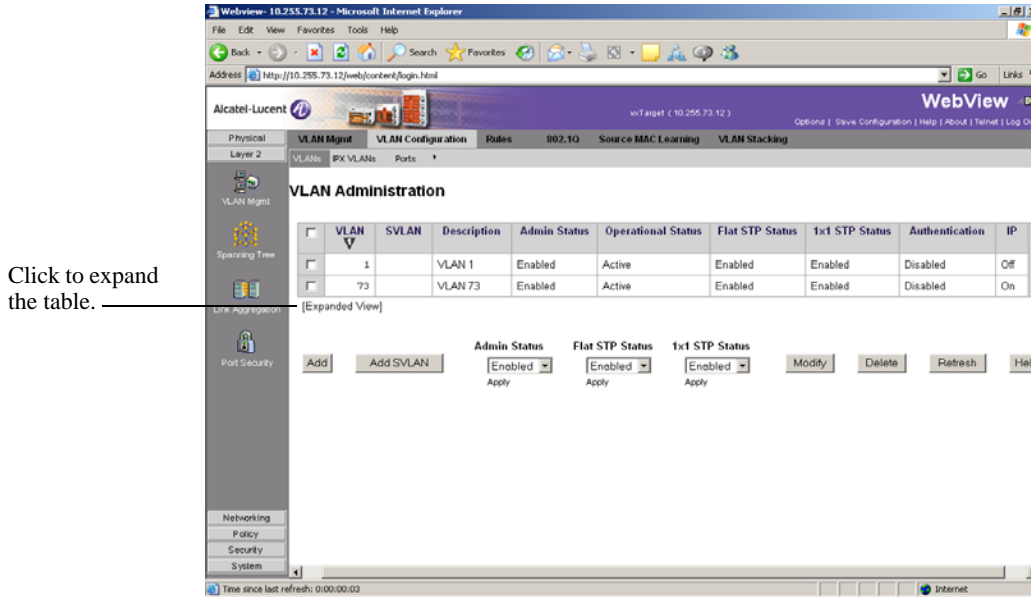 Webview- 10.255.73.12 - Microsoft Internet Explorer
File Edit View Favorites Tools Help
Back Search Favorites
Address http://10.255.73.12/web/content/login.html Go Links
Alcatel-Lucent vxTarget ( 10.255.73.12 ) WebView
Options | Save Configuration | Help | About | Telnet | Log Ou
Physical VLAN Mgmt VLAN Configuration Rules 802.1Q Source MAC Learning VLAN Stacking
Layer 2 VLANs IPX VLANs Ports
VLAN Administration
VLAN Mgmt
VLAN SVLAN Description Admin Status Operational Status Flat STP Status 1x1 STP Status Authentication IP
Spanning Tree
1 VLAN 1 Enabled Active Enabled Enabled Disabled Off
73 VLAN 73 Enabled Active Enabled Enabled Disabled On
Click to expand
the table.
Link Aggregation
[Expanded View]
Admin Status Flat STP Status 1x1 STP Status
Port Security
Add Add SVLAN Enabled Enabled Enabled Modify Delete Refresh Hel
Apply Apply Apply
Networking
Policy
Security
System
Time since last refresh: 0:00:00:03 Internet